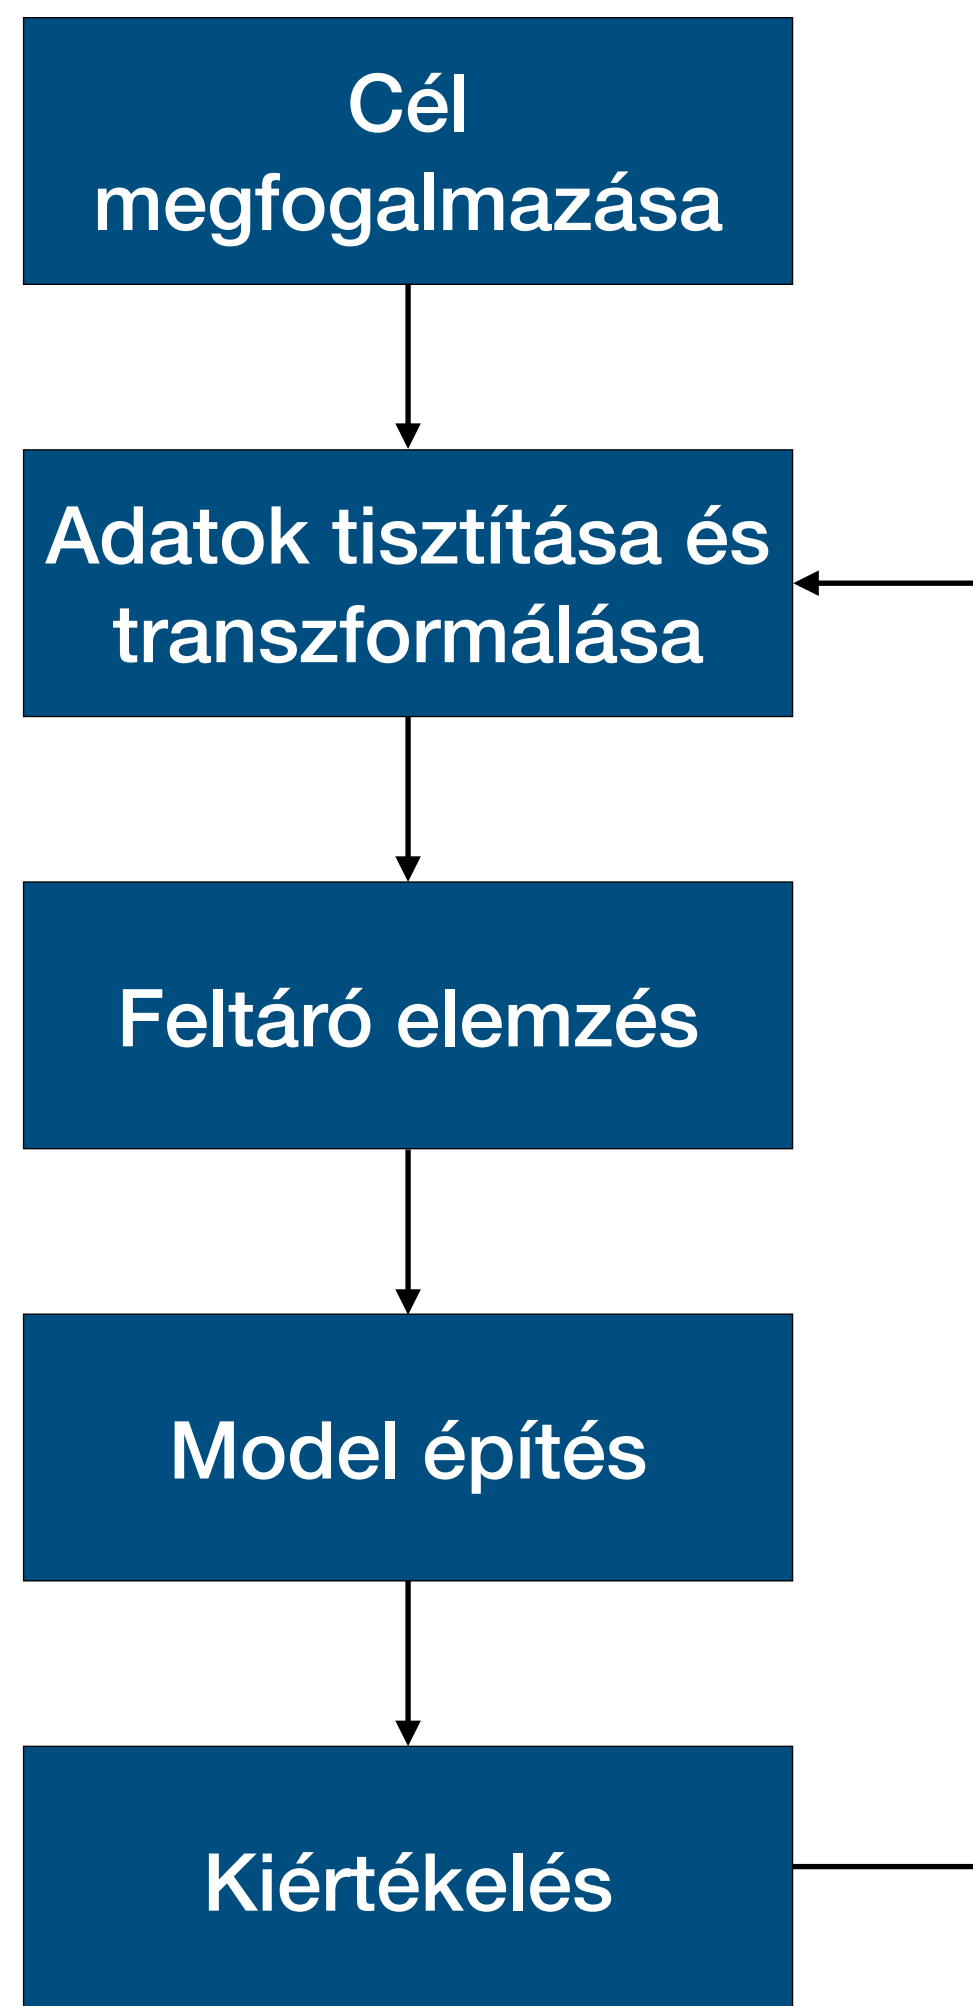 Cél
megfogalmazása
Adatok tisztítása és
transzformálása
Feltáró elemzés
Model építés
Kiértékelés